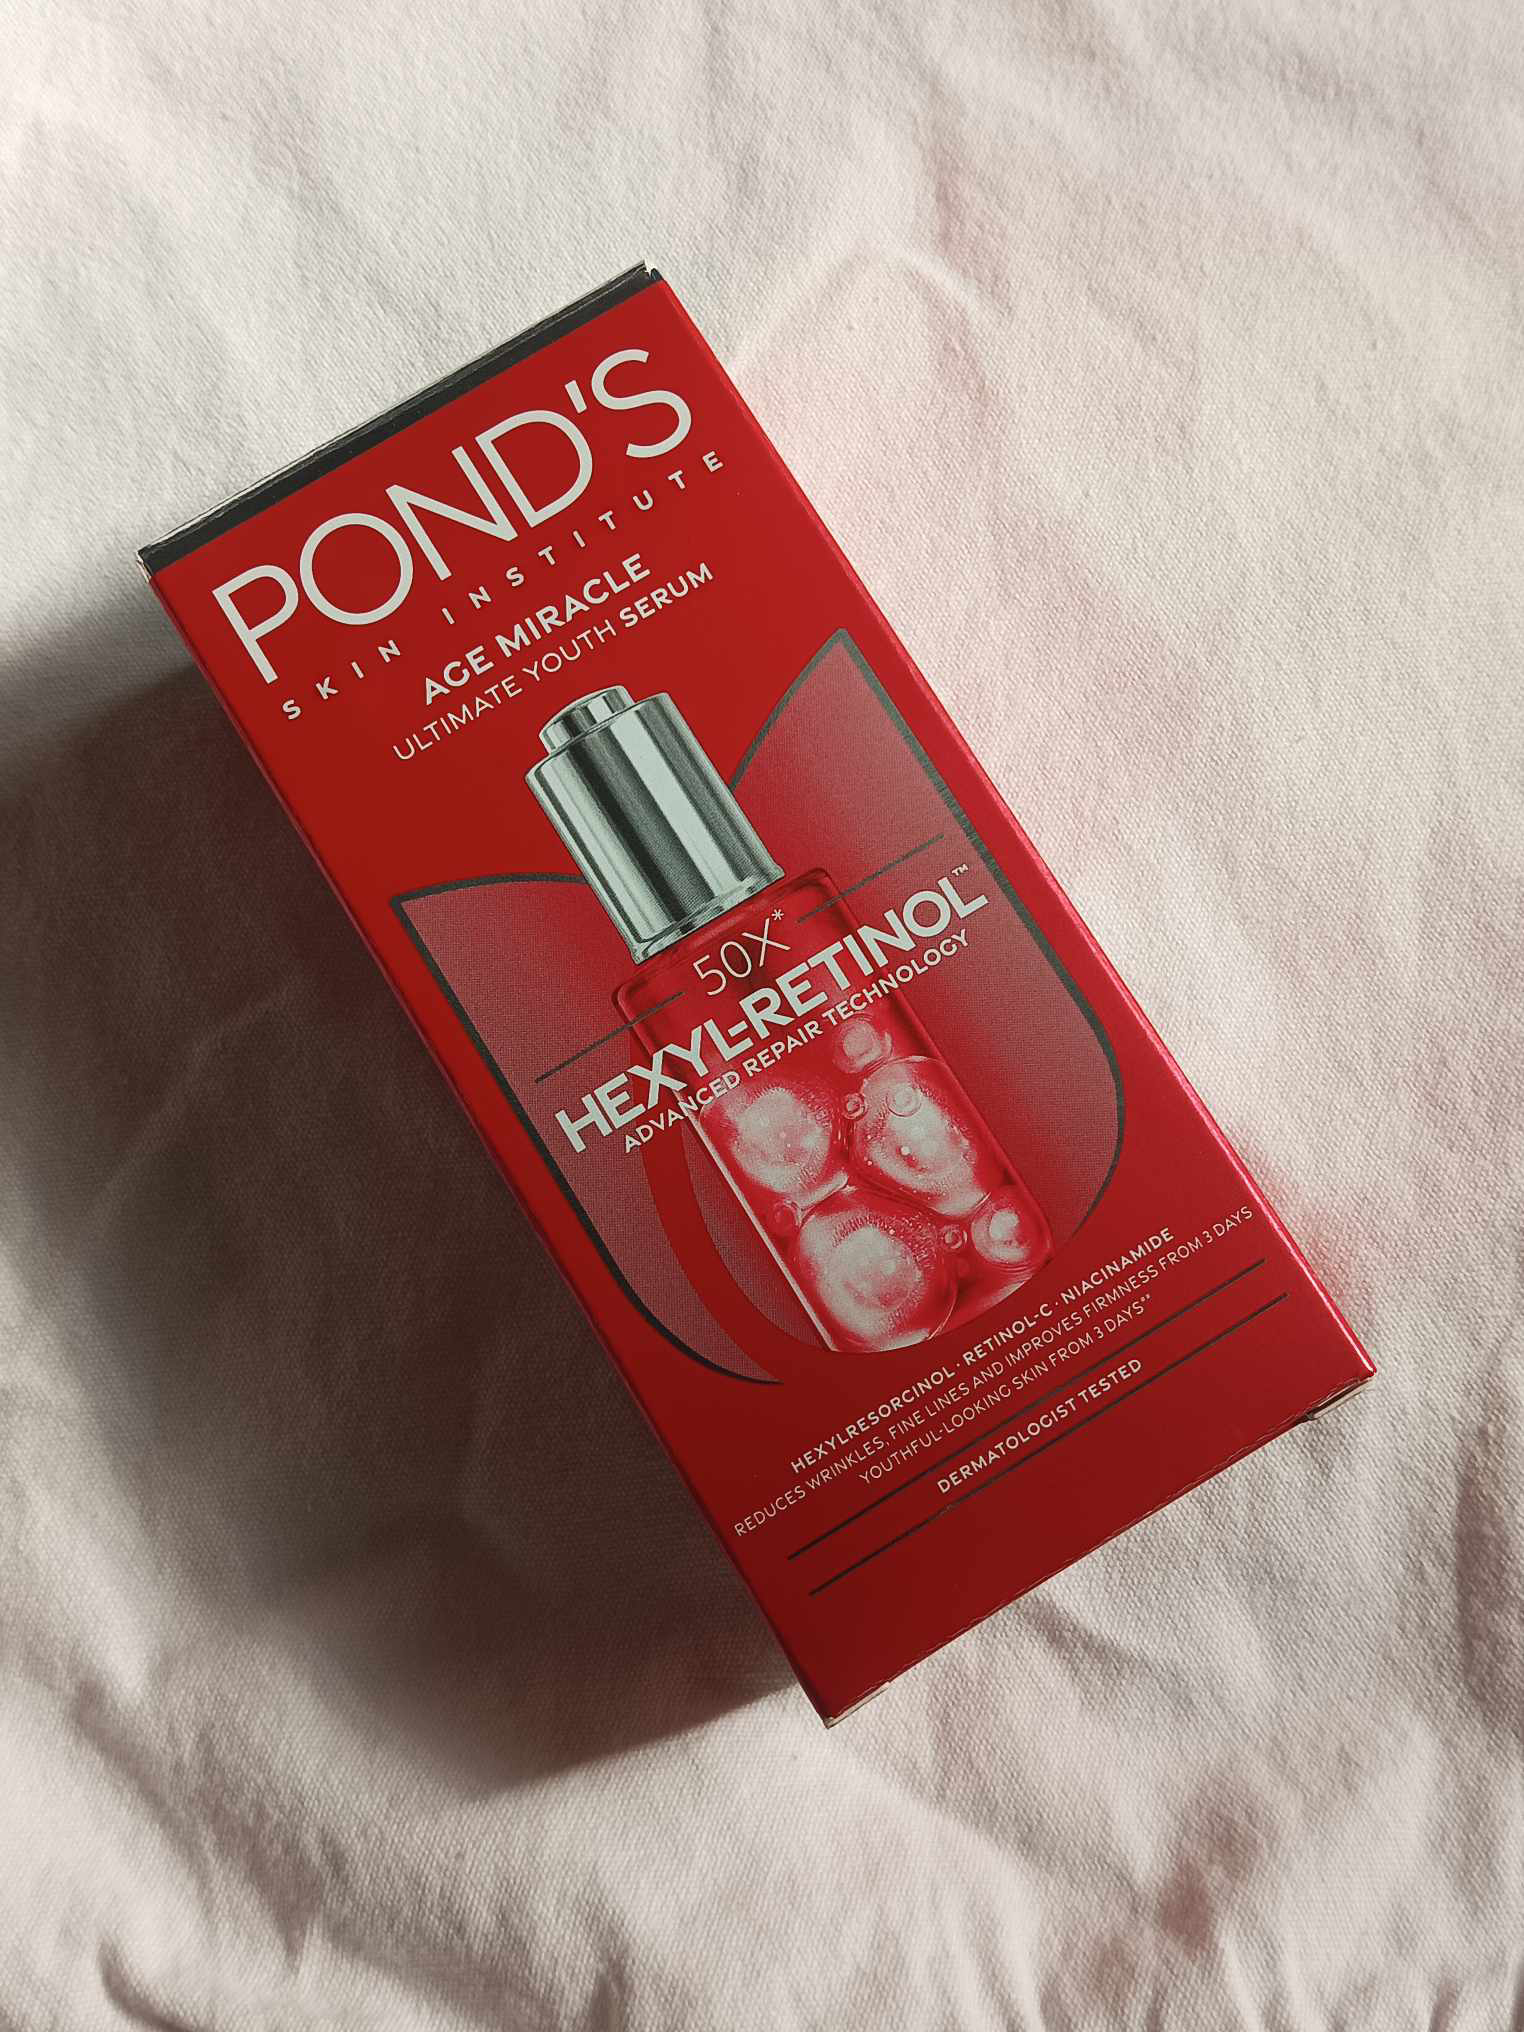 POND'S
SKIN INSTITUTE
AGE MIRACLE
ULTIMATE YOUTH SERUM
50X*
HEXYL-RETINOL™
ADVANCED REPAIR TECHNOLOGY
HEXYLRESORCINOL · RETINOL-C · NIACINAMIDE
REDUCES WRINKLES, FINE LINES AND IMPROVES FIRMNESS FROM 3 DAYS
YOUTHFUL-LOOKING SKIN FROM 3 DAYS**
DERMATOLOGIST TESTED